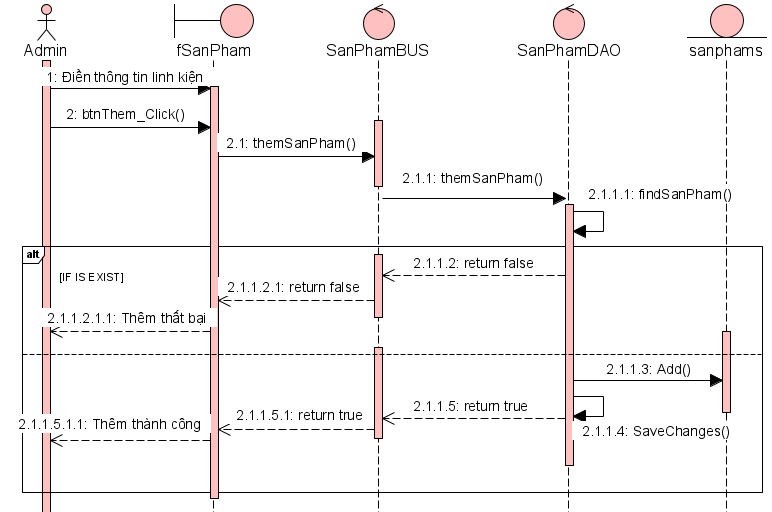 Admin
fSanPham
SanPhamBUS
SanPhamDAO
sanphams
1: Điền thông tin linh kiện
2: btnThem_Click()
2.1: themSanPham()
2.1.1: themSanPham()
2.1.1.1: findSanPham()
alt
[IF IS EXIST]
2.1.1.2: return false
2.1.1.2.1: return false
2.1.1.2.1.1: Thêm thất bại
2.1.1.3: Add()
2.1.1.5: return true
2.1.1.5.1: return true
2.1.1.5.1.1: Thêm thành công
2.1.1.4: SaveChanges()